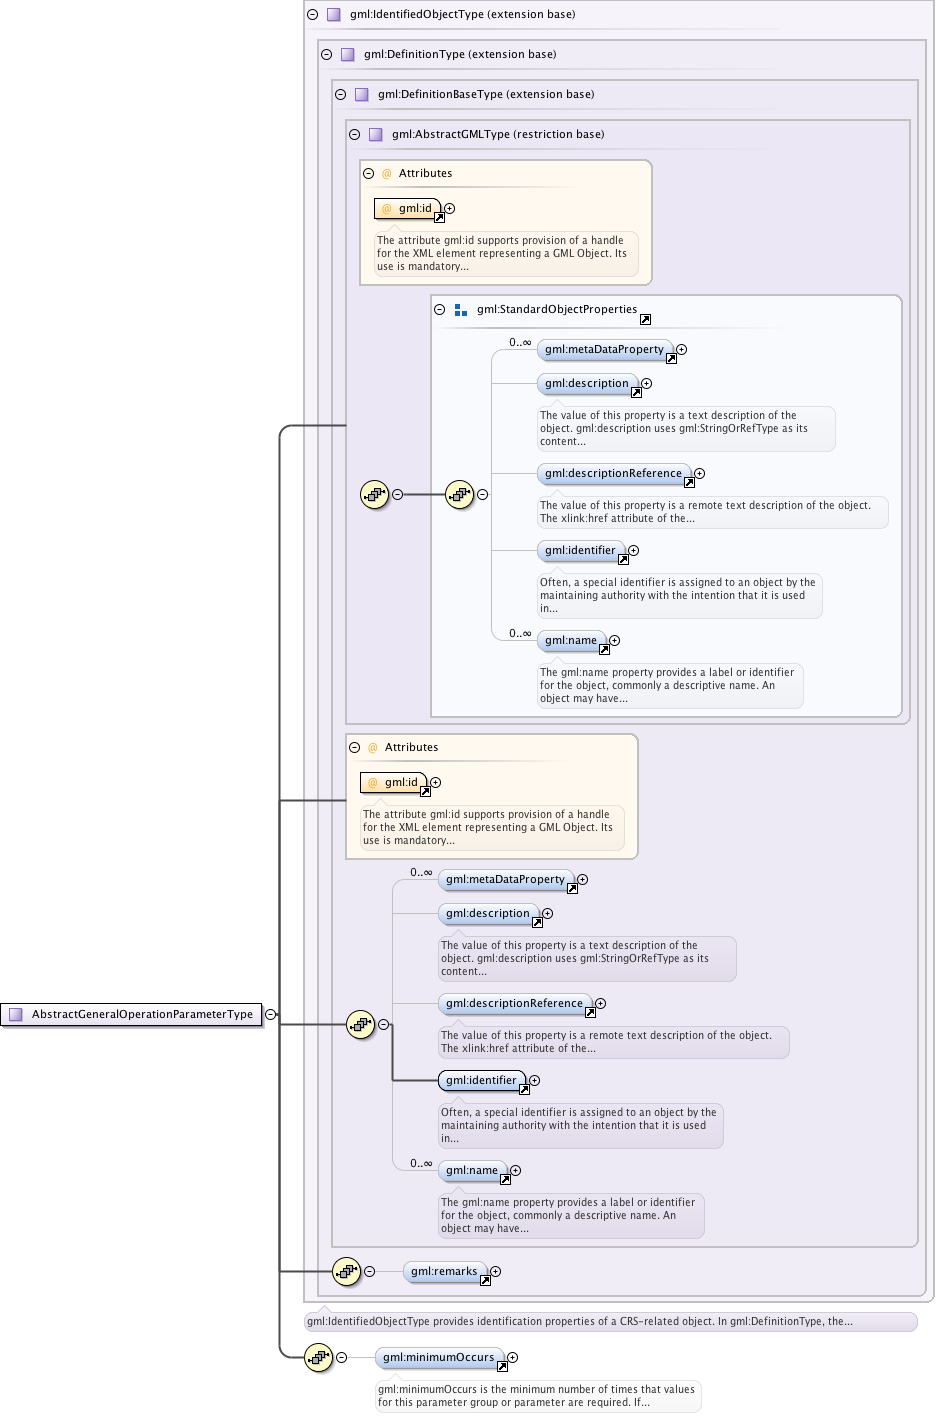 gml:IdentifiedObjectType (extension base)
gml:DefinitionType (extension base)
gml:DefinitionBaseType (extension base)
gml:AbstractGMLType (restriction base)
@ Attributes
@ gml:id
The attribute gml:id supports provision of a handle
for the XML element representing a GML Object. Its
use is mandatory...
gml:StandardObjectProperties
0..∞
gml:metaDataProperty
gml:description
The value of this property is a text description of the
object. gml:description uses gml:StringOrRefType as its
content...
gml:descriptionReference
The value of this property is a remote text description of the object.
The xlink:href attribute of the...
gml:identifier
Often, a special identifier is assigned to an object by the
maintaining authority with the intention that it is used
in...
0..∞
gml:name
The gml:name property provides a label or identifier
for the object, commonly a descriptive name. An
object may have...
@ Attributes
@ gml:id
The attribute gml:id supports provision of a handle
for the XML element representing a GML Object. Its
use is mandatory...
0..∞
gml:metaDataProperty
gml:description
The value of this property is a text description of the
object. gml:description uses gml:StringOrRefType as its
content...
gml:descriptionReference
AbstractGeneralOperationParameterType
The value of this property is a remote text description of the object.
The xlink:href attribute of the...
gml:identifier
Often, a special identifier is assigned to an object by the
maintaining authority with the intention that it is used
in...
0..∞
gml:name
The gml:name property provides a label or identifier
for the object, commonly a descriptive name. An
object may have...
gml:remarks
gml:IdentifiedObjectType provides identification properties of a CRS-related object. In gml:DefinitionType, the...
gml:minimumOccurs
gml:minimumOccurs is the minimum number of times that values
for this parameter group or parameter are required. If...